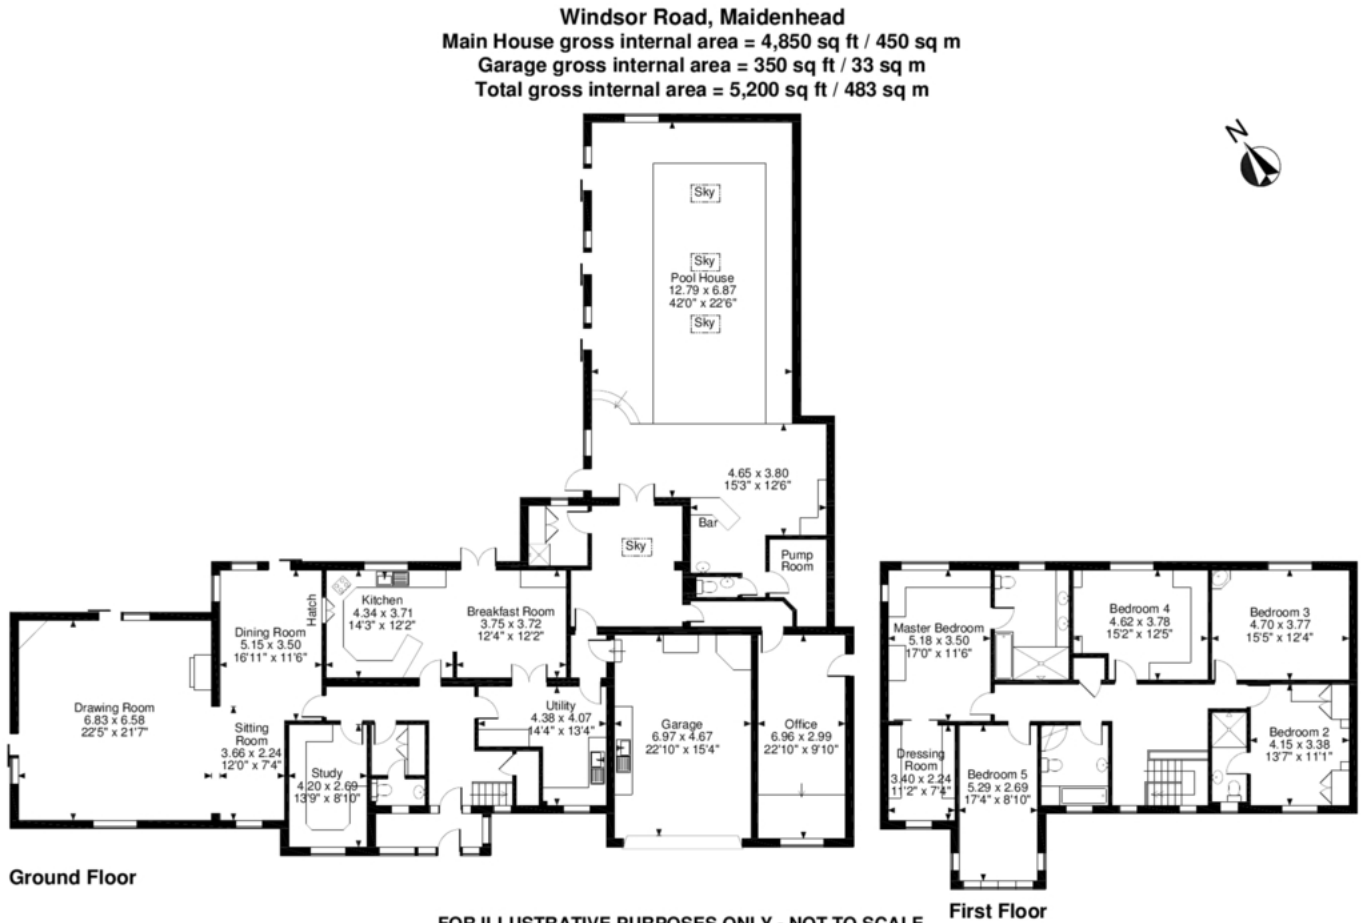 Windsor Road, Maidenhead
Main House gross internal area = 4,850 sq ft / 450 sq m
Garage gross internal area = 350 sq ft / 33 sq m
Total gross internal area = 5,200 sq ft / 483 sq m
N
Sky
Sky
Pool House
12.79 x 6.87
42'0" x 22'6"
Sky
4.65 x 3.80
15'3" x 12'6"
Bar
Sky
Pump
Room
Hatch
Kitchen
4.34 x 3.71
14'3" x 12'2"
Breakfast Room
3.75 x 3.72
12'4" x 12'2"
Dining Room
5.15 x 3.50
16'11" x 11'6"
Drawing Room
6.83 x 6.58
22'5" x 21'7"
Sitting
Room
3.66 x 2.24
12'0" x 7'4"
Study
4.20 x 2.69
13'9" x 8'10"
Utility
4.38 x 4.07
14'4" x 13'4"
Garage
6.97 x 4.67
22'10" x 15'4"
Office
6.96 x 2.99
22'10" x 9'10"
Ground Floor
Master Bedroom
5.18 x 3.50
17'0" x 11'6"
Bedroom 4
4.62 x 3.78
15'2" x 12'5"
Bedroom 3
4.70 x 3.77
15'5" x 12'4"
Dressing
Room
3.40 x 2.24
11'2" x 7'4"
Bedroom 5
5.29 x 2.69
17'4" x 8'10"
Bedroom 2
4.15 x 3.38
13'7" x 11'1"
First Floor
FOR ILLUSTRATIVE PURPOSES ONLY - NOT TO SCALE